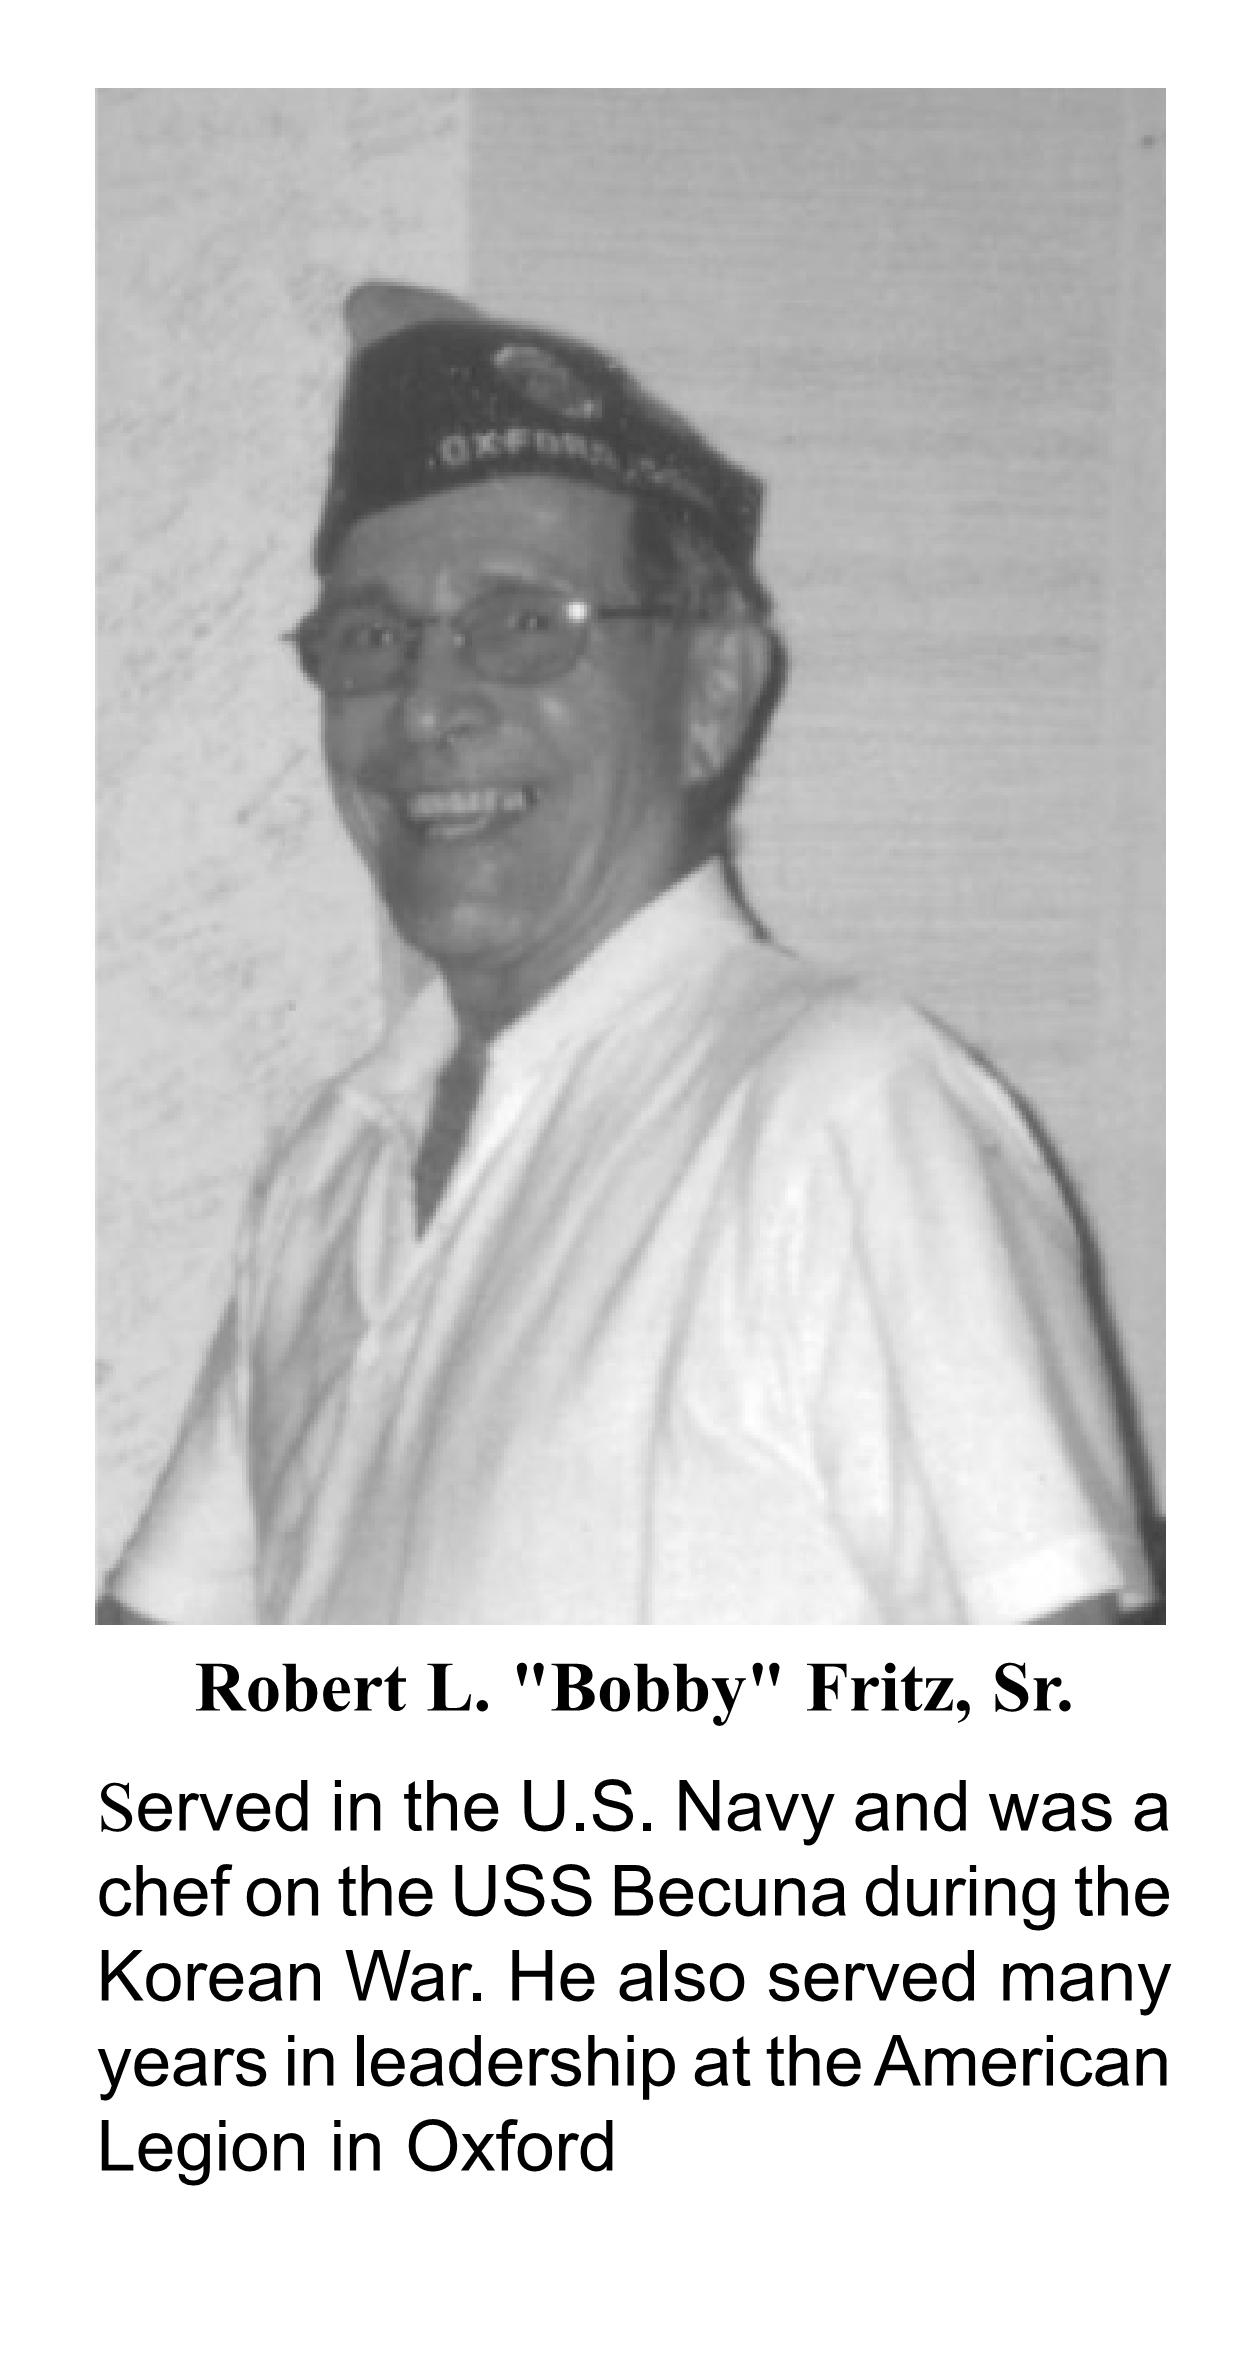 OXFORD
Robert L. "Bobby" Fritz, Sr.
Served in the U.S. Navy and was a
chef on the USS Becuna during the
Korean War. He also served many
years in leadership at the American
Legion in Oxford